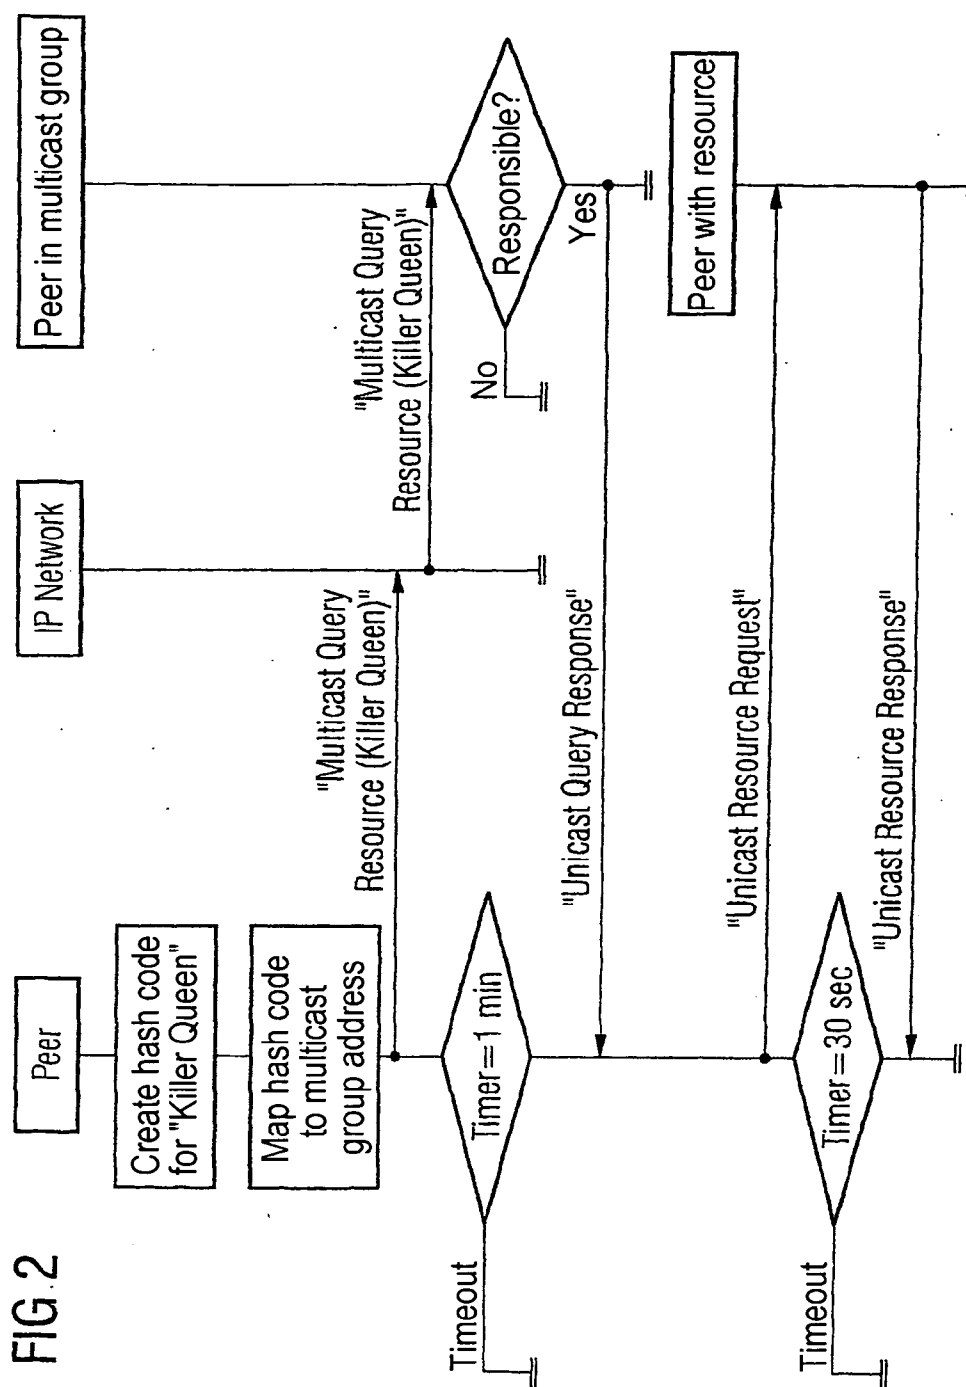 FIG.2
Peer
IP Network
Peer in multicast group
Create hash code
for "Killer Queen"
Map hash code
to multicast
group address
"Multicast Query
Resource (Killer Queen)"
"Multicast Query
Resource (Killer Queen)"
Timeout
Timer = 1 min
No
Responsible?
Yes
"Unicast Query Response"
Peer with resource
"Unicast Resource Request"
Timeout
Timer = 30 sec
"Unicast Resource Response"